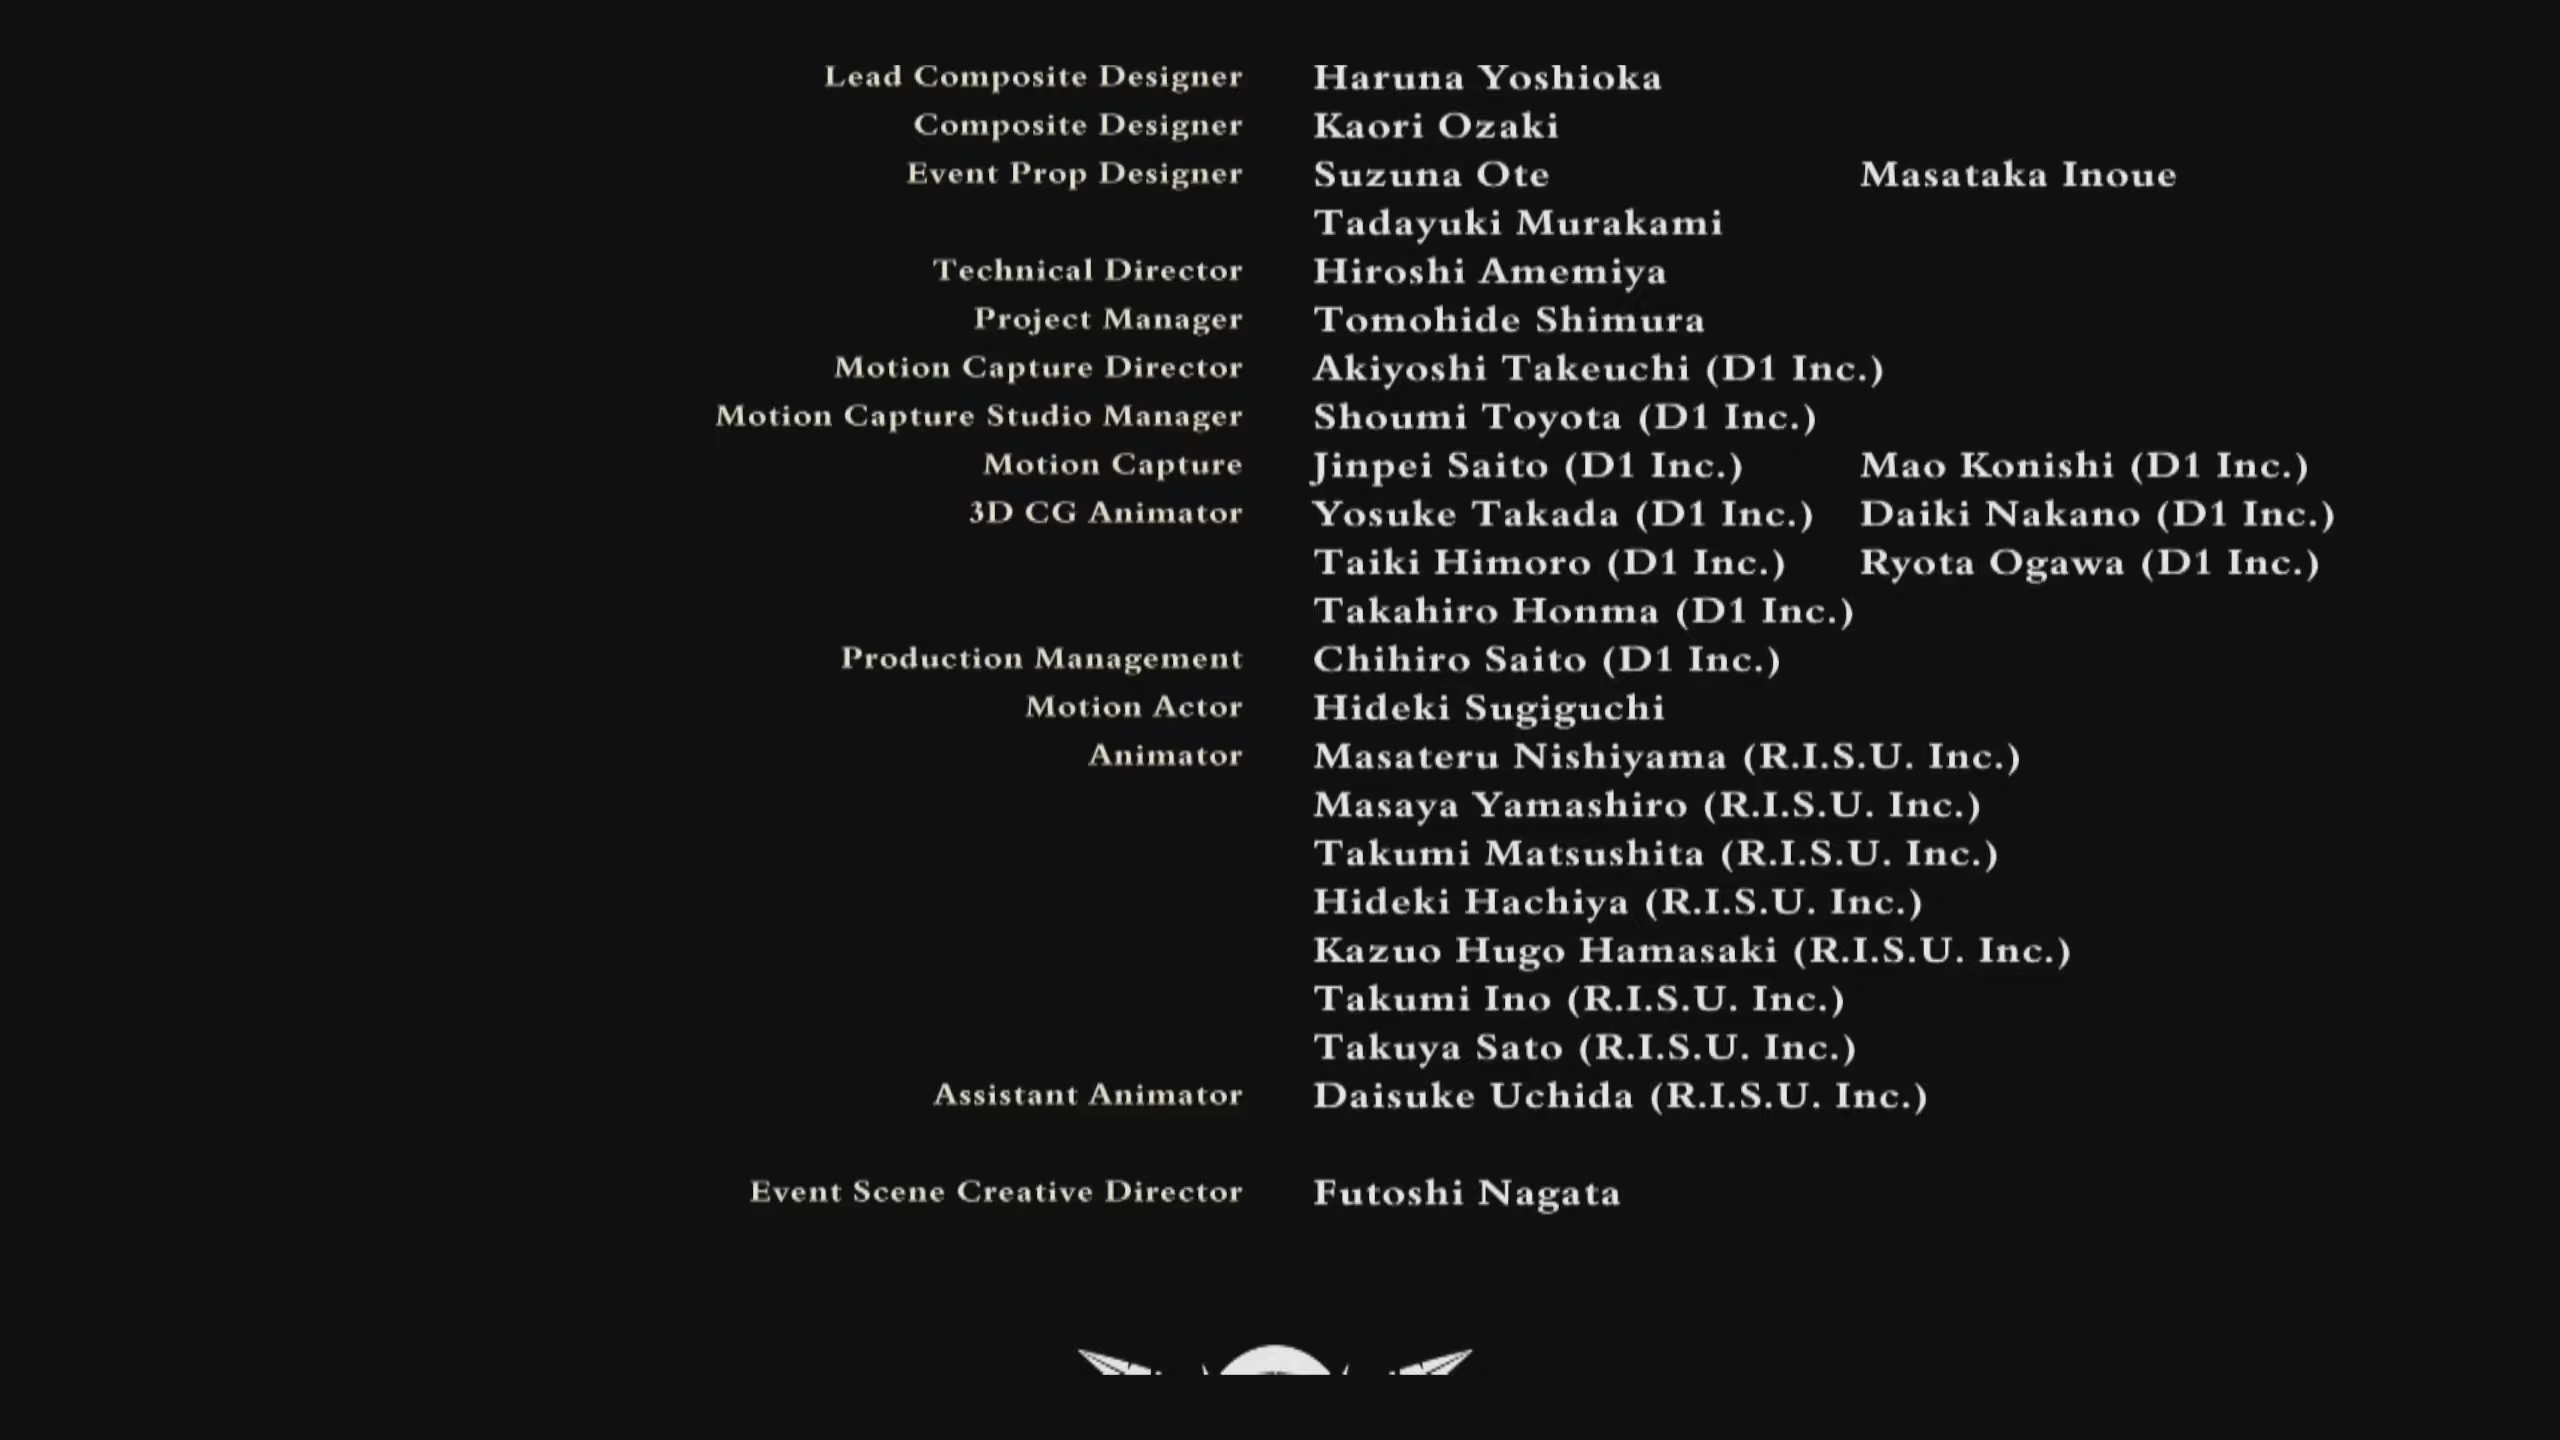 Lead Composite Designer Haruna Yoshioka
Composite Designer Kaori Ozaki
Event Prop Designer Suzuna Ote Masataka Inoue
Tadayuki Murakami
Technical Director Hiroshi Amemiya
Project Manager Tomohide Shimura
Motion Capture Director Akiyoshi Takeuchi (D1 Inc.)
Motion Capture Studio Manager Shoumi Toyota (D1 Inc.)
Motion Capture Jinpei Saito (D1 Inc.) Mao Konishi (D1 Inc.)
3D CG Animator Yosuke Takada (D1 Inc.) Daiki Nakano (D1 Inc.)
Taiki Himoro (D1 Inc.) Ryota Ogawa (D1 Inc.)
Takahiro Honma (D1 Inc.)
Production Management Chihiro Saito (D1 Inc.)
Motion Actor Hideki Sugiguchi
Animator Masateru Nishiyama (R.I.S.U. Inc.)
Masaya Yamashiro (R.I.S.U. Inc.)
Takumi Matsushita (R.I.S.U. Inc.)
Hideki Hachiya (R.I.S.U. Inc.)
Kazuo Hugo Hamasaki (R.I.S.U. Inc.)
Takumi Ino (R.I.S.U. Inc.)
Takuya Sato (R.I.S.U. Inc.)
Assistant Animator Daisuke Uchida (R.I.S.U. Inc.)
Event Scene Creative Director Futoshi Nagata